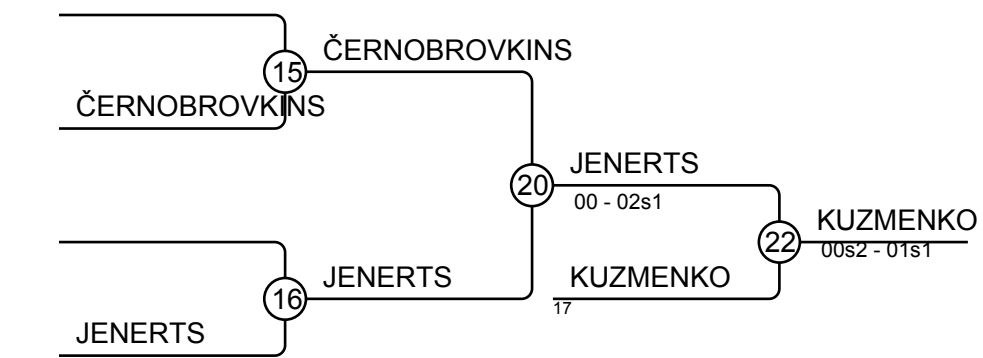 ČERNOBROVKINS
15
ČERNOBROVKINS
JENERTS
20
00 - 02s1
KUZMENKO
22
00s2 - 01s1
JENERTS
KUZMENKO
16
17
JENERTS